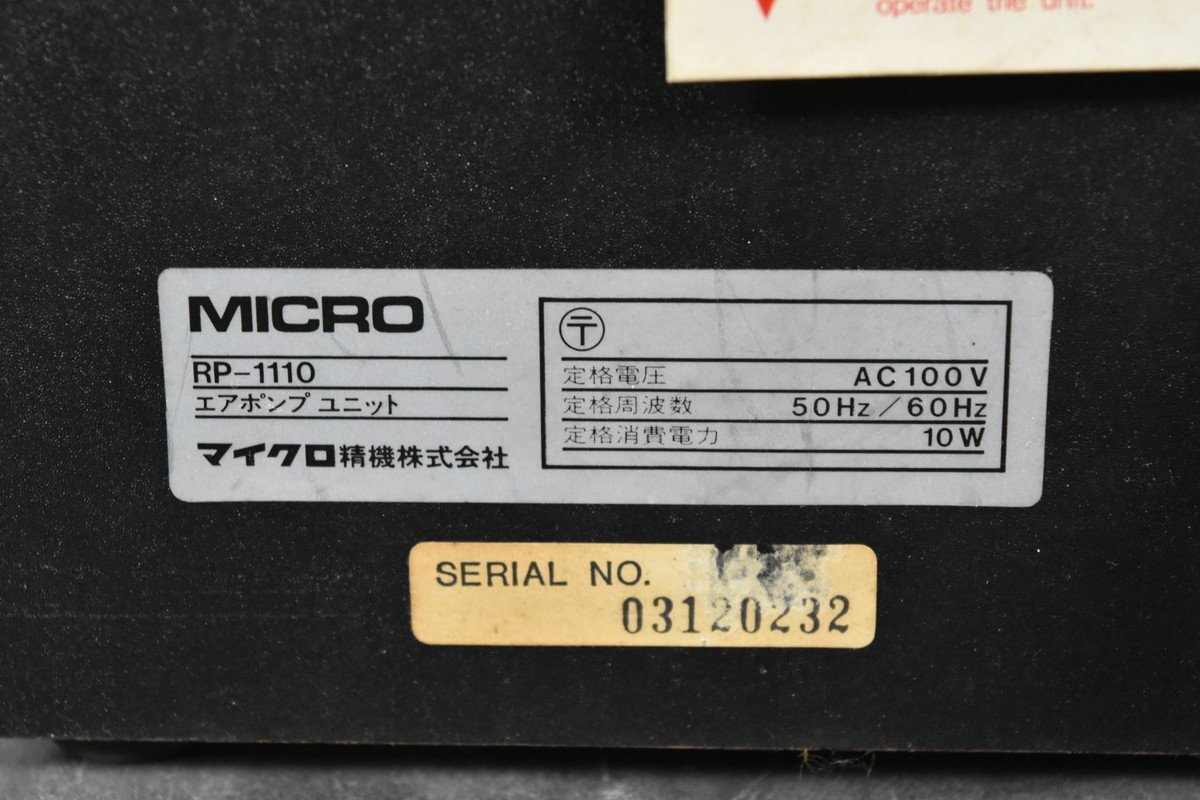 operate the unit.
MICRO
RP-1110
エアポンプ ユニット
マイクロ精機株式会社
〒
定格電圧 AC100V
定格周波数 50Hz/60Hz
定格消費電力 10W
SERIAL NO.
03120232